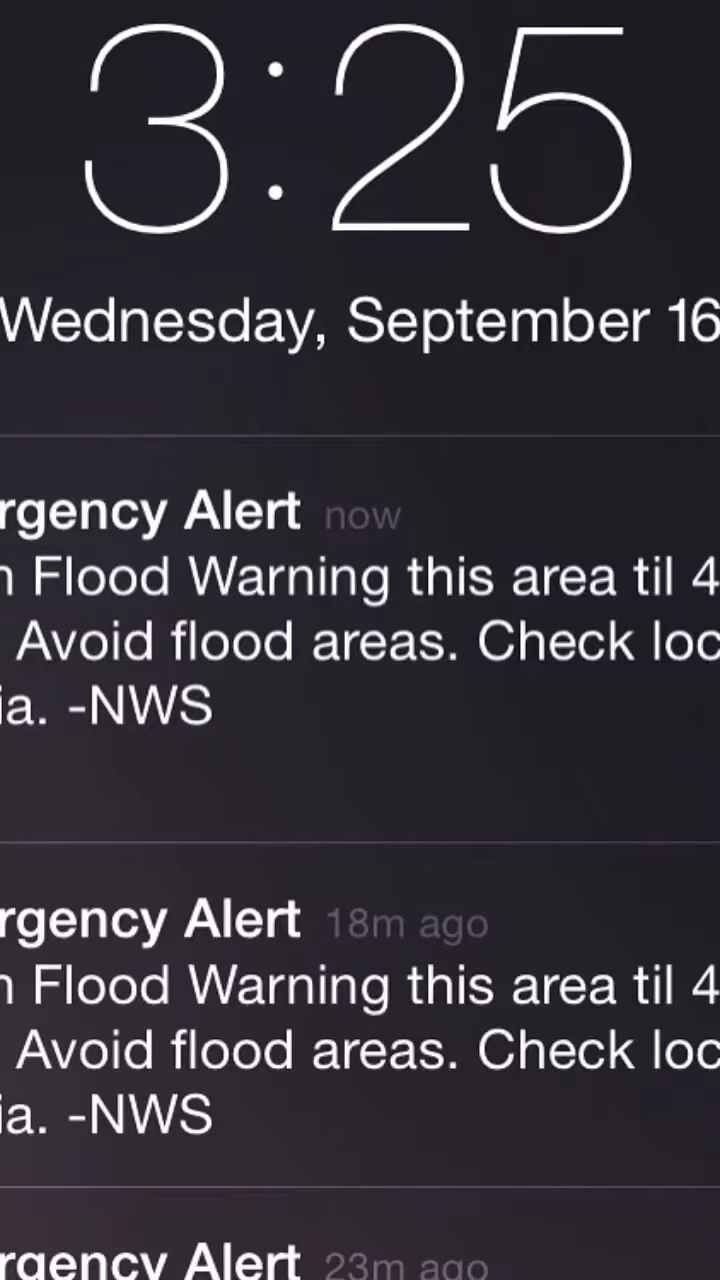 3:25
Wednesday, September 16
rgency Alert now
n Flood Warning this area til 4
Avoid flood areas. Check loc
ia. -NWS
rgency Alert 18m ago
n Flood Warning this area til 4
Avoid flood areas. Check loc
ia. -NWS
rgency Alert 23m ago